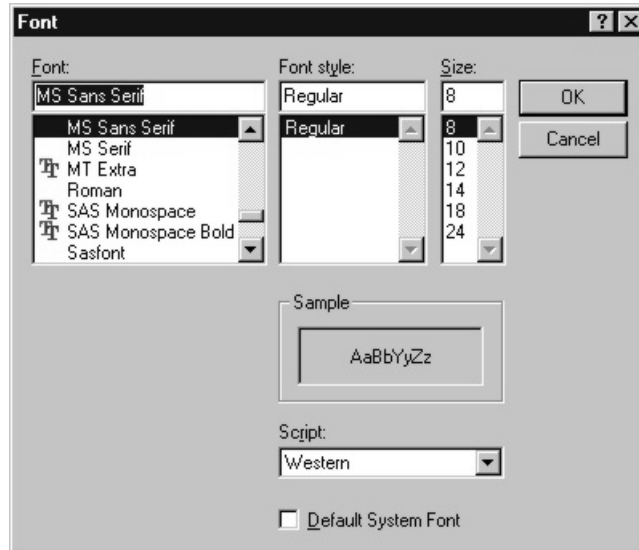 Font
Font: Font style: Size:
MS Sans Serif Regular 8 OK
MS Sans Serif Regular 8 Cancel
MS Serif 10
MT Extra 12
Roman 14
SAS Monospace 18
SAS Monospace Bold 24
Sasfont
Sample
AaBbYyZz
Script:
Western
Default System Font